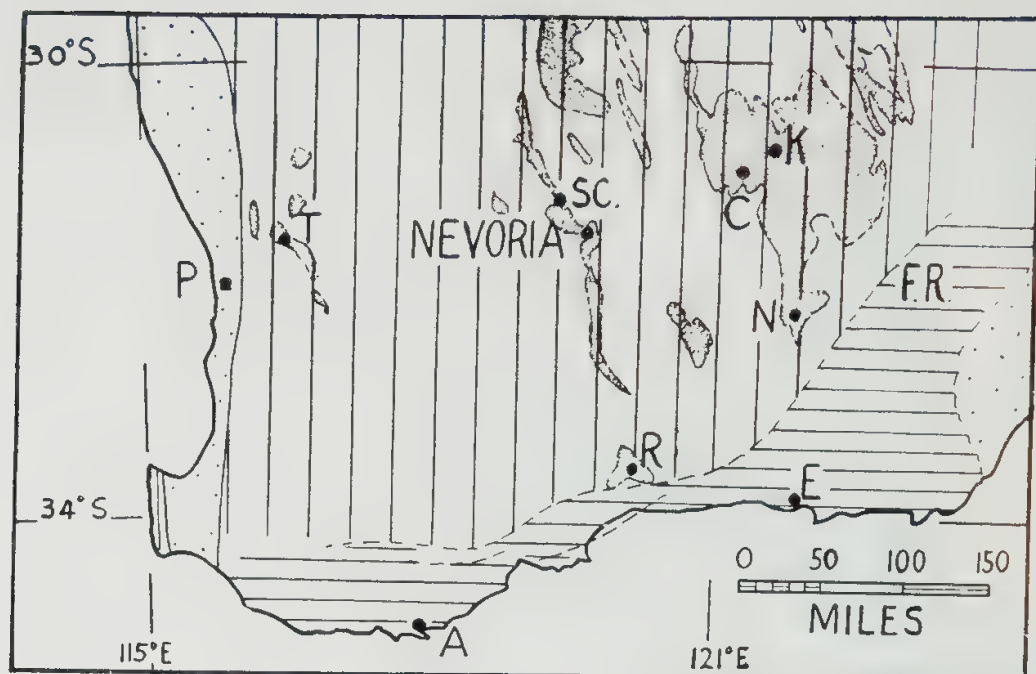 30°S
K
SC.
C
T
NEVORIA
P
F.R.
N
R
E
34°S
0 50 100 150
MILES
A
115°E
121°E